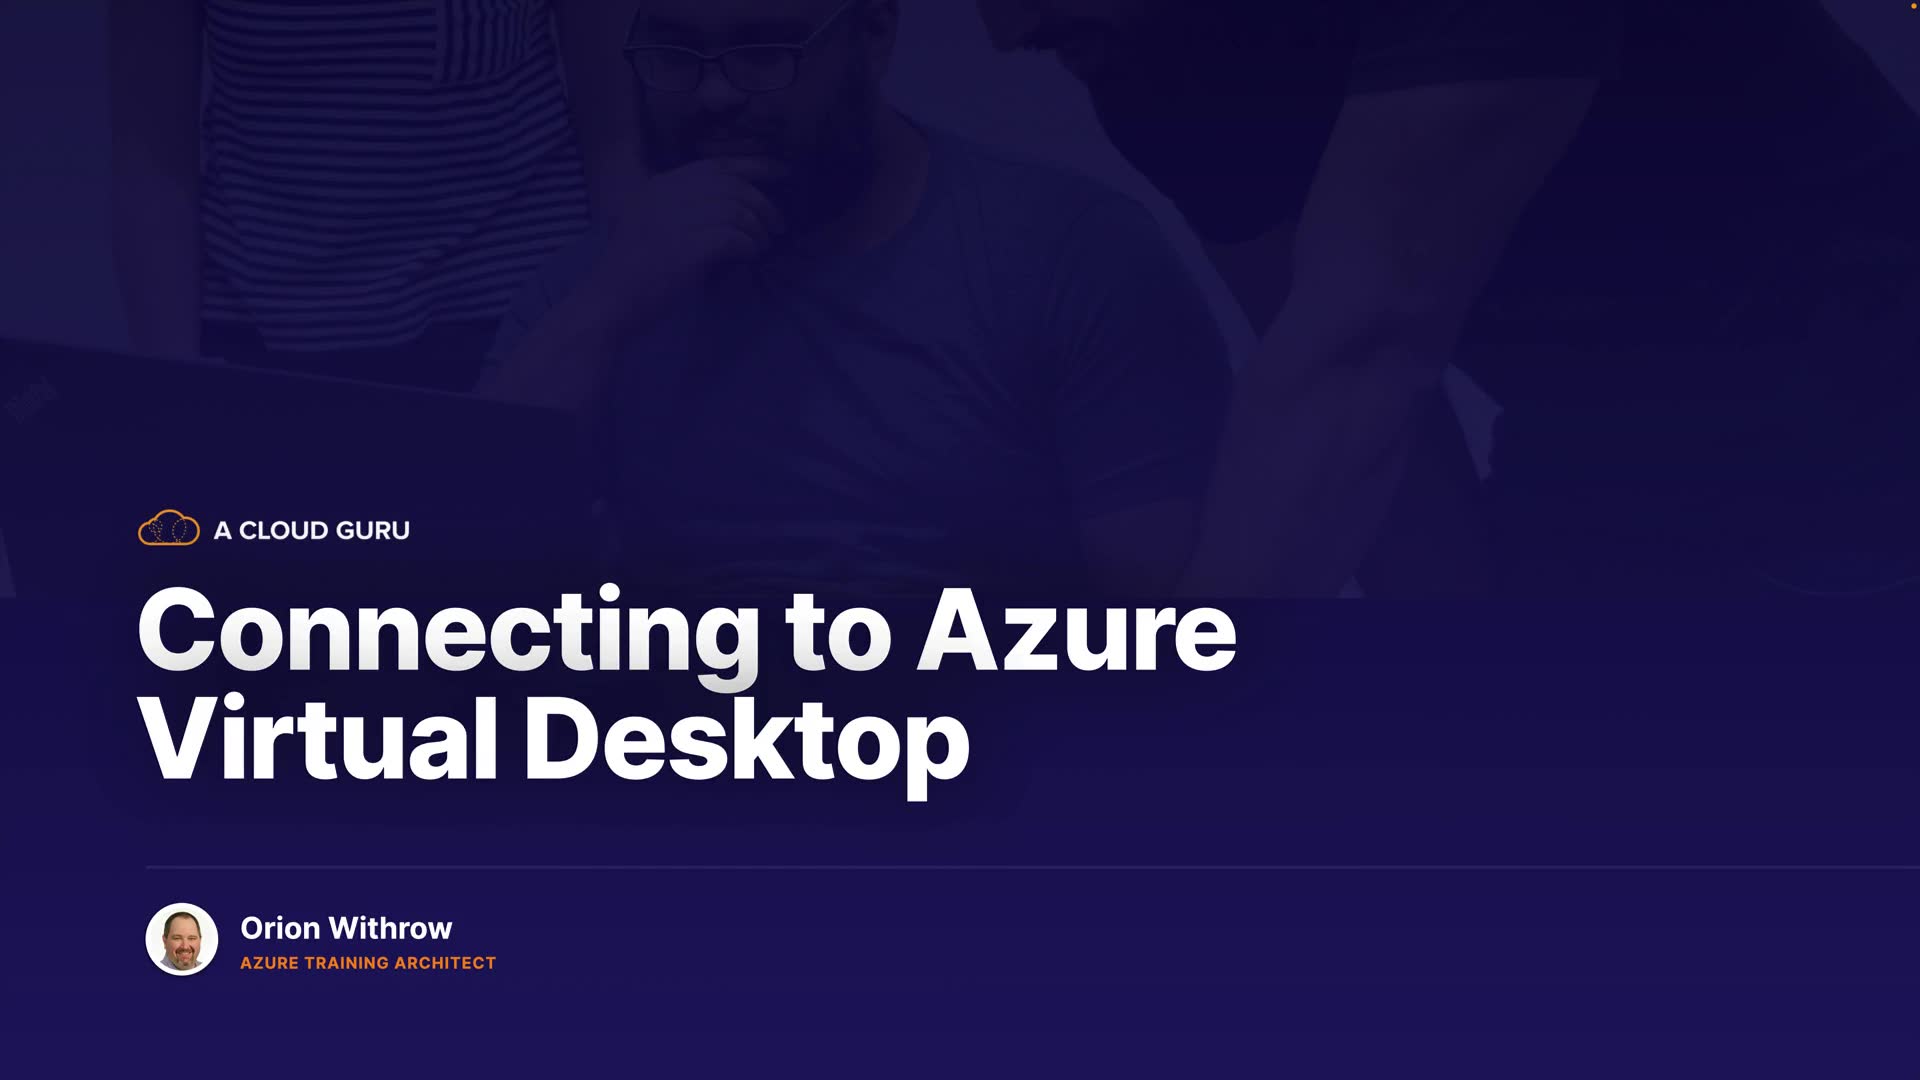 A CLOUD GURU
Connecting to Azure
Virtual Desktop
Orion Withrow
AZURE TRAINING ARCHITECT